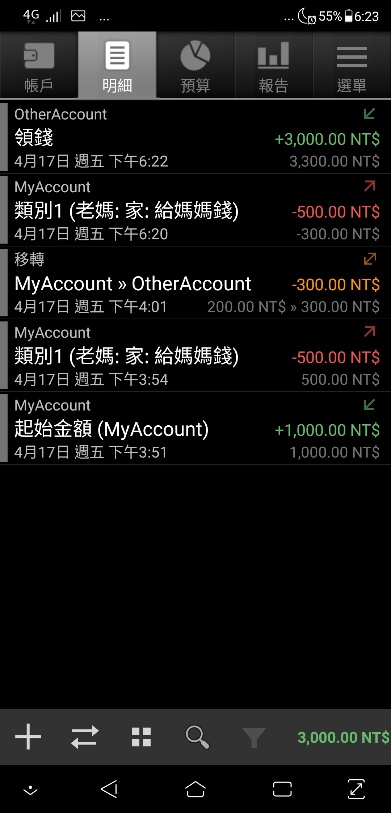 4G ... ... 55% 6:23
帳戶 明細 預算 報告 選單
OtherAccount
領錢 +3,000.00 NT$
4月17日 週五 下午6:22 3,300.00 NT$
MyAccount
類別1 (老媽: 家: 給媽媽錢) -500.00 NT$
4月17日 週五 下午6:20 -300.00 NT$
移轉
MyAccount » OtherAccount -300.00 NT$
4月17日 週五 下午4:01 200.00 NT$ » 300.00 NT$
MyAccount
類別1 (老媽: 家: 給媽媽錢) -500.00 NT$
4月17日 週五 下午3:54 500.00 NT$
MyAccount
起始金額 (MyAccount) +1,000.00 NT$
4月17日 週五 下午3:51 1,000.00 NT$
3,000.00 NT$